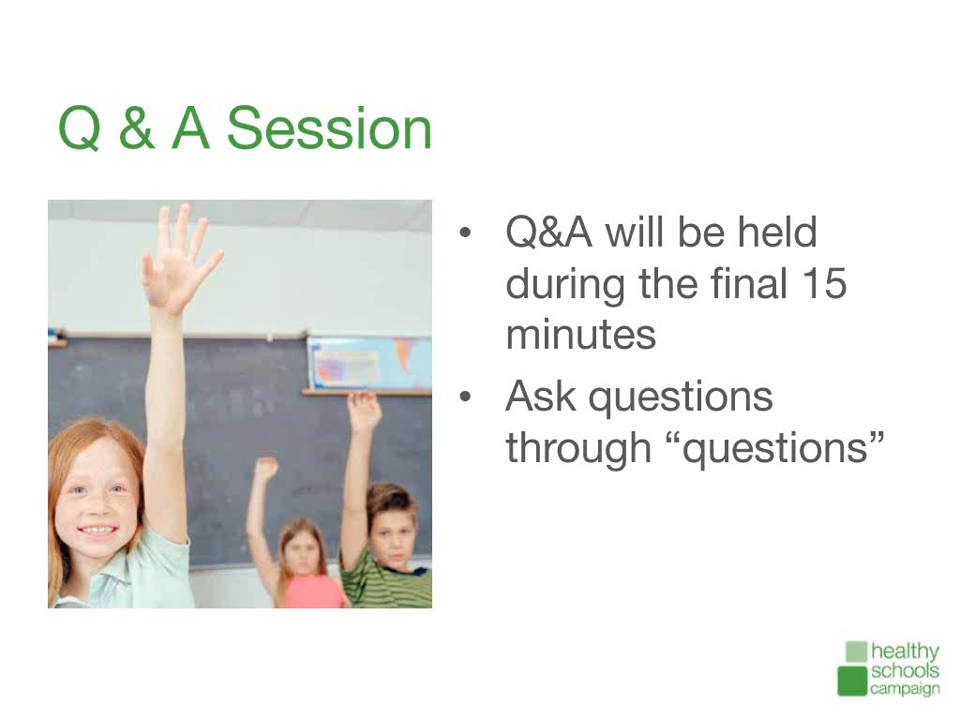 Q & A Session
• Q&A will be held
during the final 15
minutes
• Ask questions
through “questions”
healthy
schools
campaign